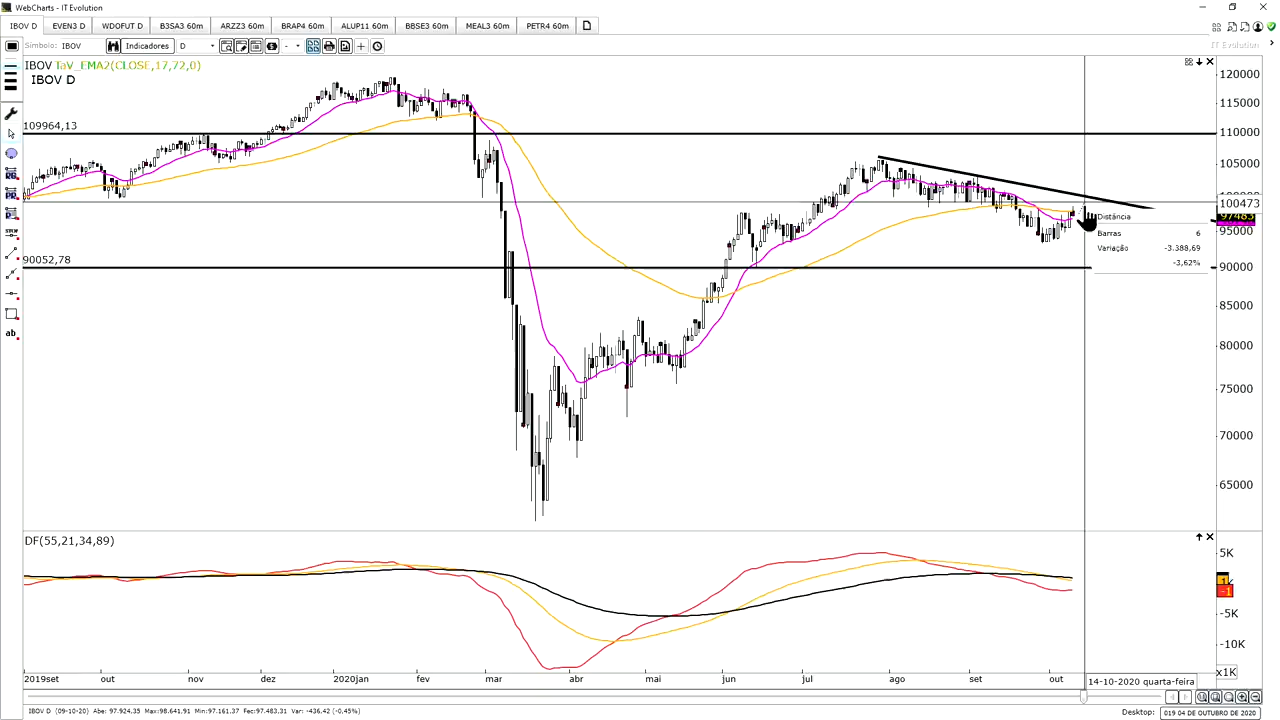 WebCharts - IT Evolution
IBOV D EVEN3 D WDOFUT D B3SA3 60m ARZZ3 60m BRAP4 60m ALUP11 60m BBSE3 60m MEAL3 60m PETR4 60m
Símbolo: IBOV Indicadores D
IT Evolution
IBOV TaV_EMA2(CLOSE,17,72,0)
IBOV D
120000
115000
109964,13
110000
105000
100473
97483
95000
Distância
Barras 6
Variação -3.388,69
-3,62%
90052,78
90000
85000
80000
75000
70000
65000
ab
DF(55,21,34,89)
5K
-1
-5K
-10K
x1K
2019set out nov dez 2020jan fev mar abr mai jun jul ago set out
14-10-2020 quarta-feira
IBOV D (09-10-20) Abe: 97.924,35 Max:98.641,91 Min:97.161,37 Fec:97.483,31 Var: -436.42 (-0,45%)
Desktop: 019 04 DE OUTUBRO DE 2020